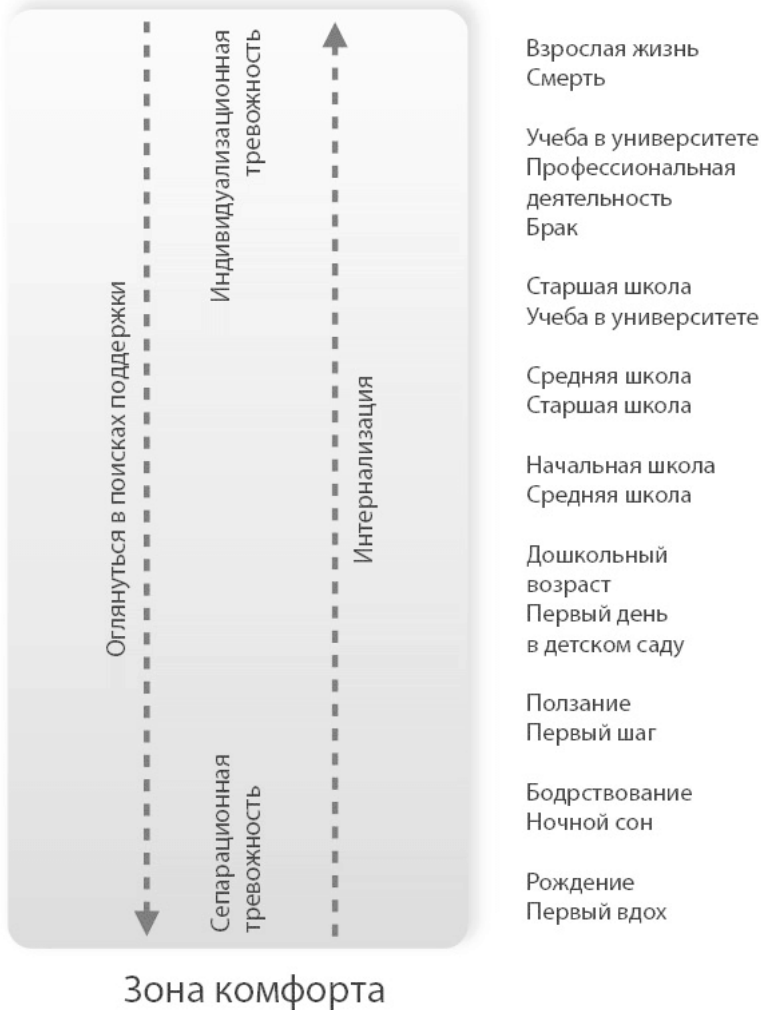 Оглянуться в поисках поддержки
Индивидуализационная
тревожность
Сепарационная
тревожность
Интернализация
Взрослая жизнь
Смерть
Учеба в университете
Профессиональная
деятельность
Брак
Старшая школа
Учеба в университете
Средняя школа
Старшая школа
Начальная школа
Средняя школа
Дошкольный
возраст
Первый день
в детском саду
Ползание
Первый шаг
Бодрствование
Ночной сон
Рождение
Первый вдох
Зона комфорта